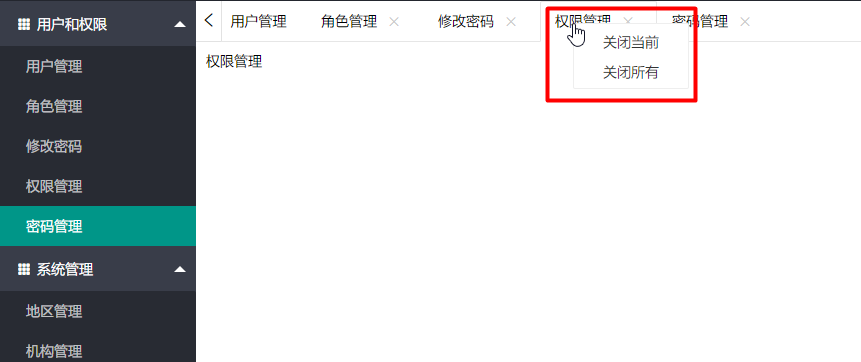 用户和权限
用户管理
角色管理
修改密码
权限管理
密码管理
系统管理
地区管理
机构管理
用户管理 角色管理 修改密码 权限管理 密码管理
关闭当前
关闭所有
权限管理